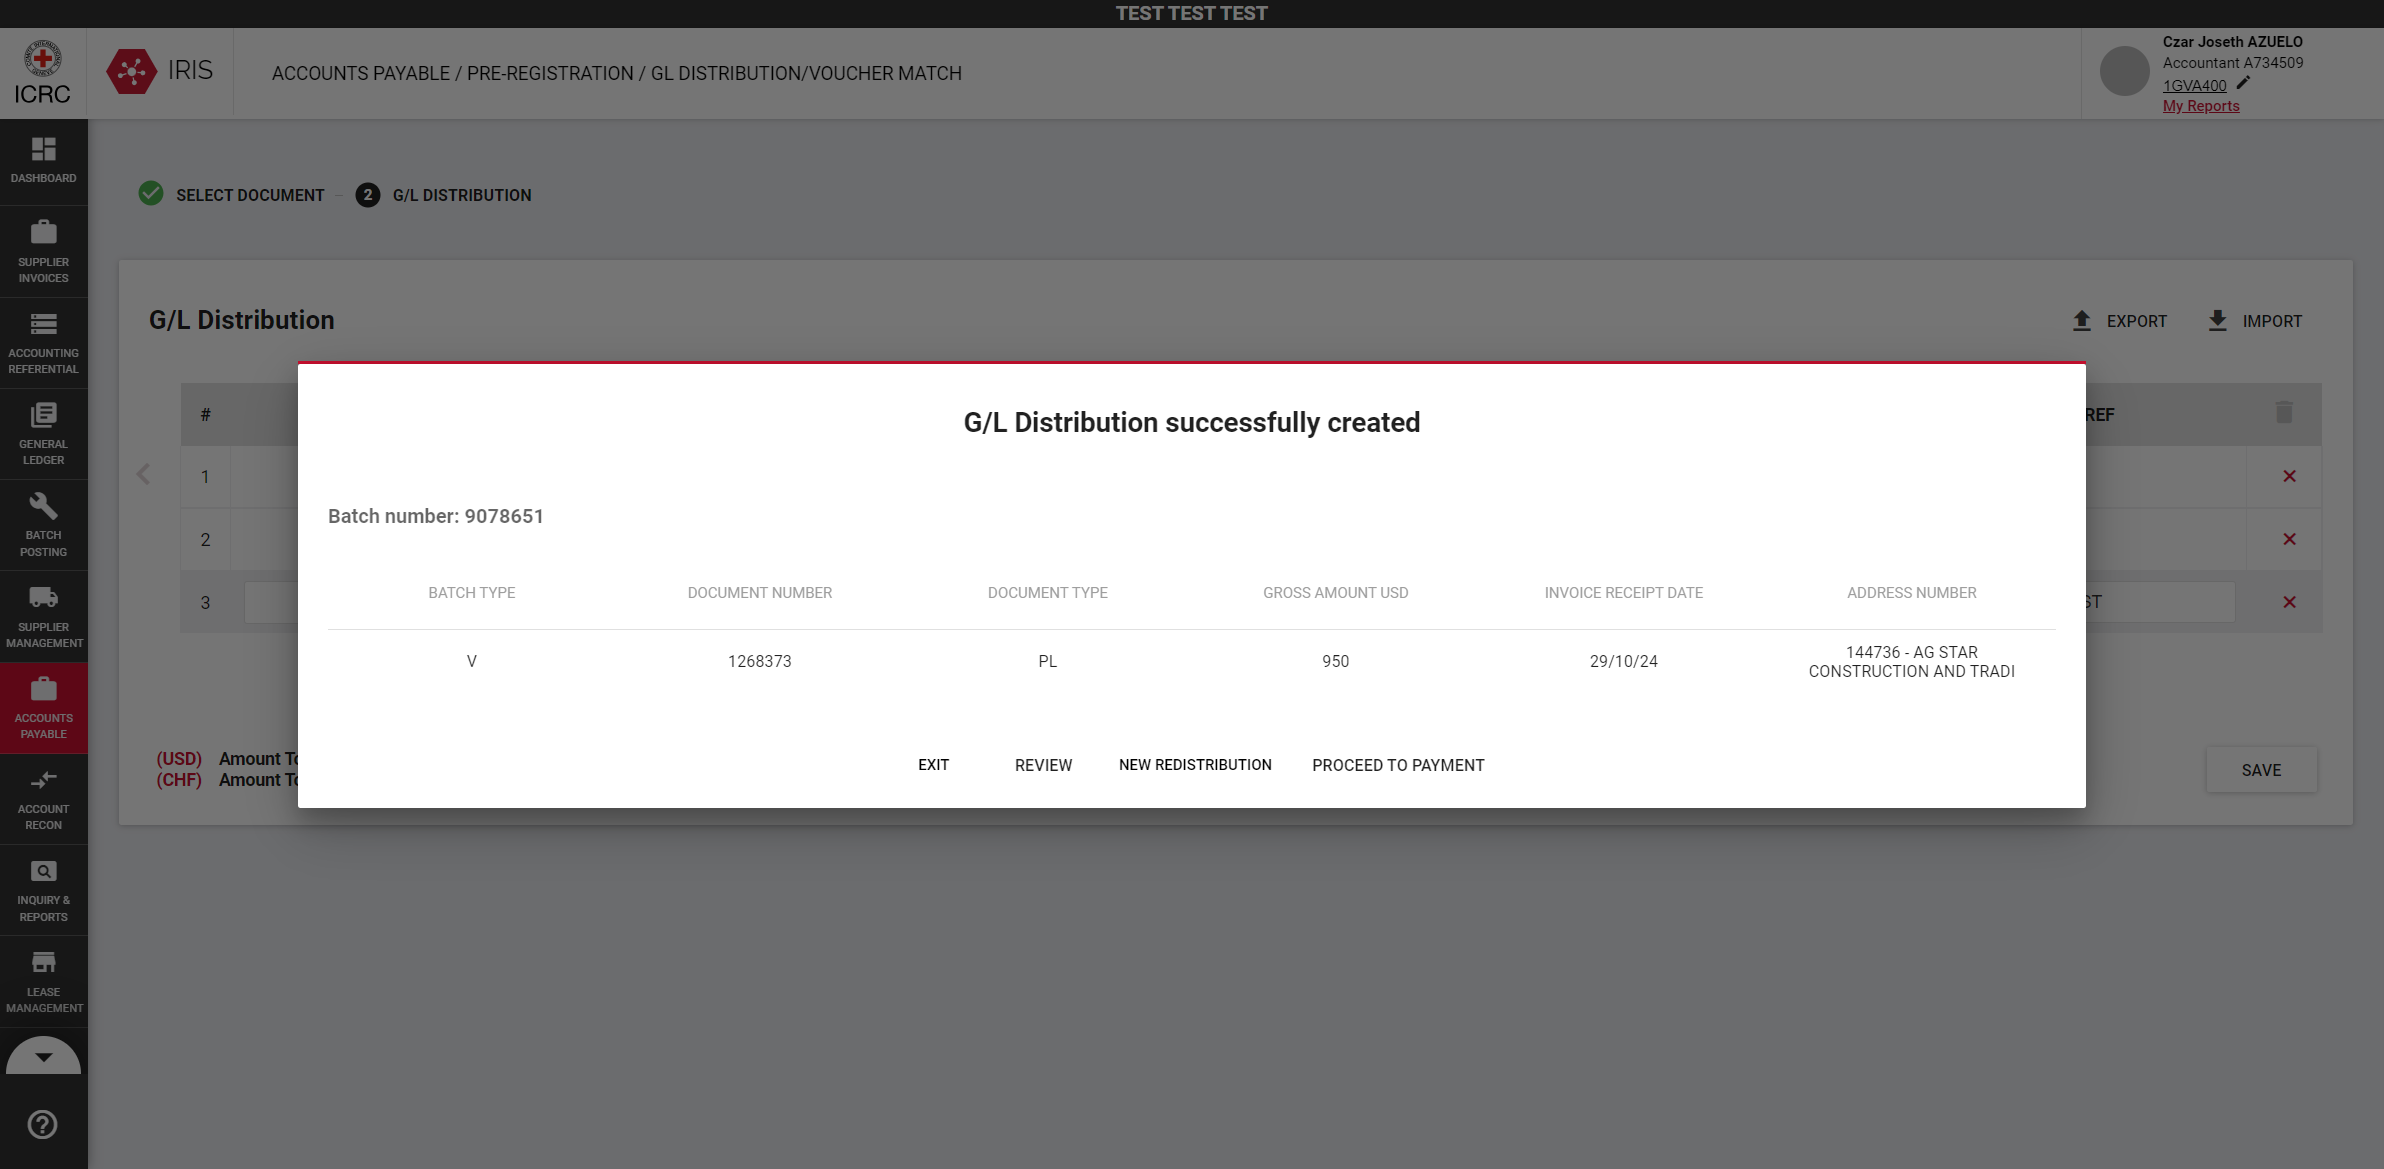 TEST TEST TEST
ICRC
IRIS
ACCOUNTS PAYABLE / PRE-REGISTRATION / GL DISTRIBUTION/VOUCHER MATCH
Czar Joseth AZUELO
Accountant A734509
1GVA400
My Reports
DASHBOARD
SUPPLIER
INVOICES
ACCOUNTING
REFERENTIAL
GENERAL
LEDGER
BATCH
POSTING
SUPPLIER
MANAGEMENT
ACCOUNTS
PAYABLE
ACCOUNT
RECON
INQUIRY &
REPORTS
LEASE
MANAGEMENT
SELECT DOCUMENT
2 G/L DISTRIBUTION
G/L Distribution
EXPORT IMPORT
# REF
1
2
3 ST
(USD) Amount To
(CHF) Amount To
SAVE
G/L Distribution successfully created
Batch number: 9078651
BATCH TYPE DOCUMENT NUMBER DOCUMENT TYPE GROSS AMOUNT USD INVOICE RECEIPT DATE ADDRESS NUMBER
V 1268373 PL 950 29/10/24 144736 - AG STAR
CONSTRUCTION AND TRADI
EXIT REVIEW NEW REDISTRIBUTION PROCEED TO PAYMENT